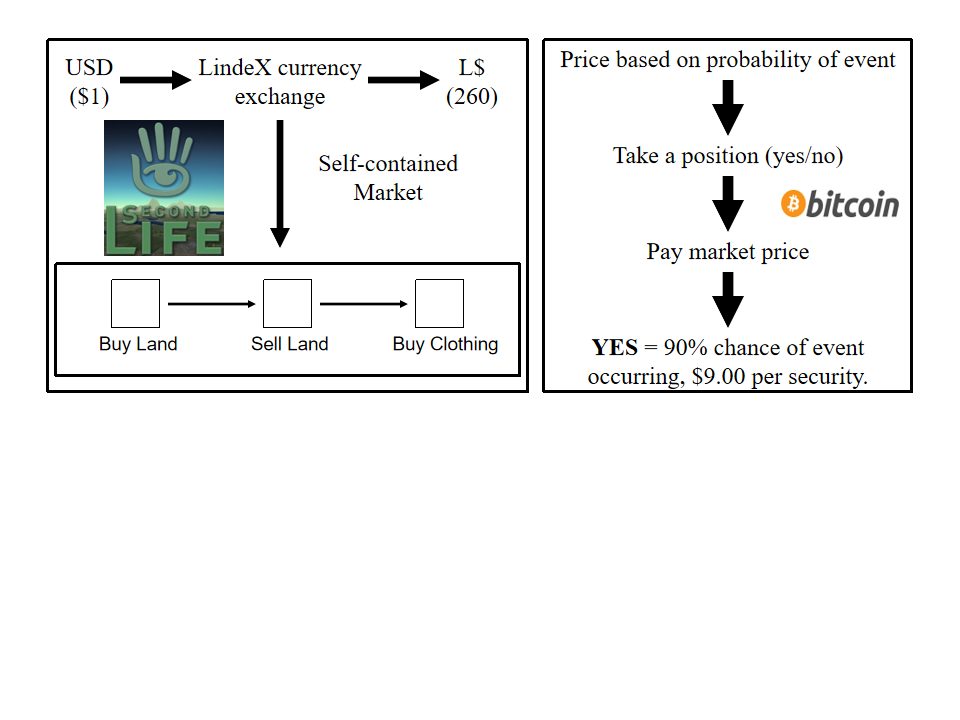 USD
($1)
LindeX currency
exchange
L$
(260)
SECOND
LIFE
Self-contained
Market
Buy Land
Sell Land
Buy Clothing
Price based on probability of event
Take a position (yes/no)
bitcoin
Pay market price
YES = 90% chance of event
occurring, $9.00 per security.